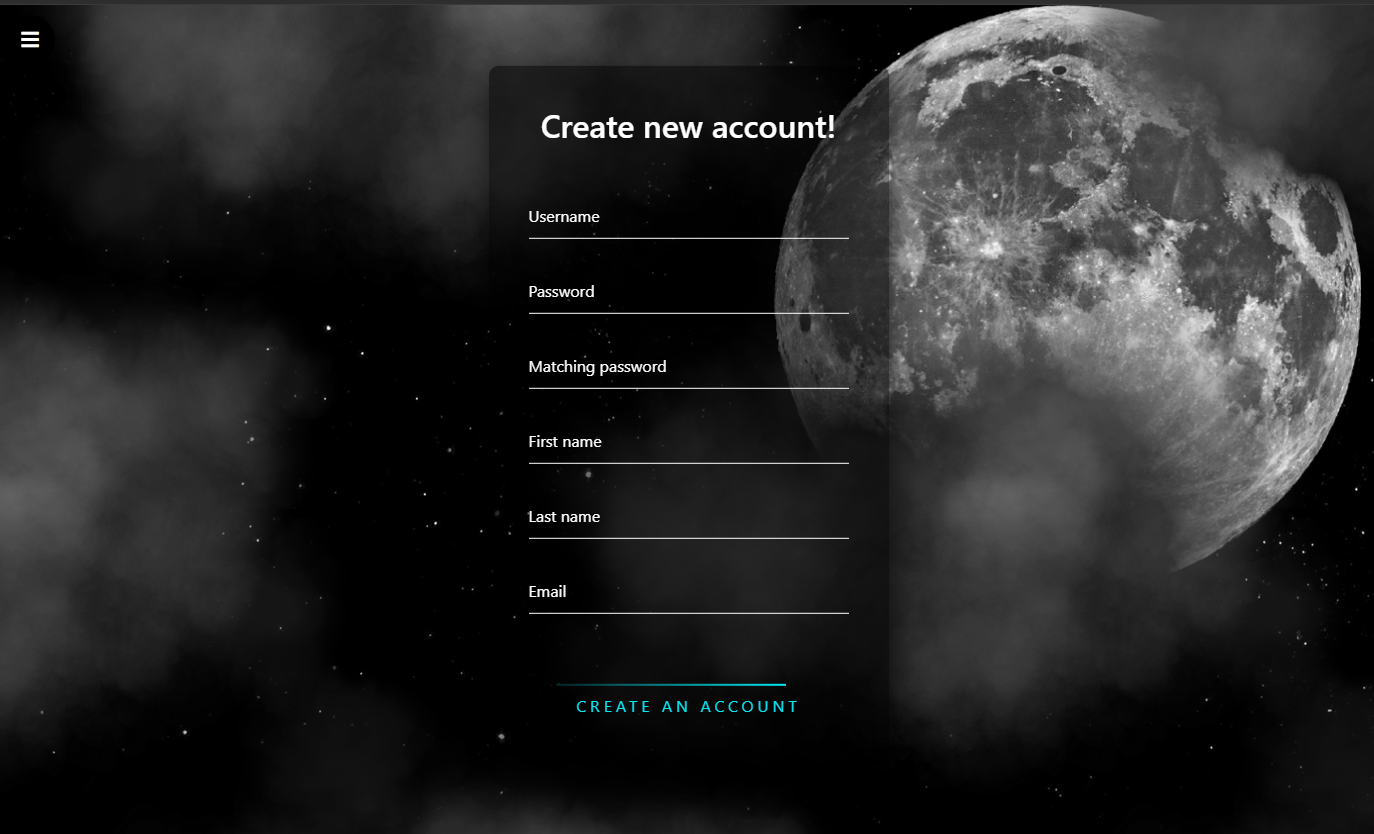 Create new account!
Username
Password
Matching password
First name
Last name
Email
CREATE AN ACCOUNT